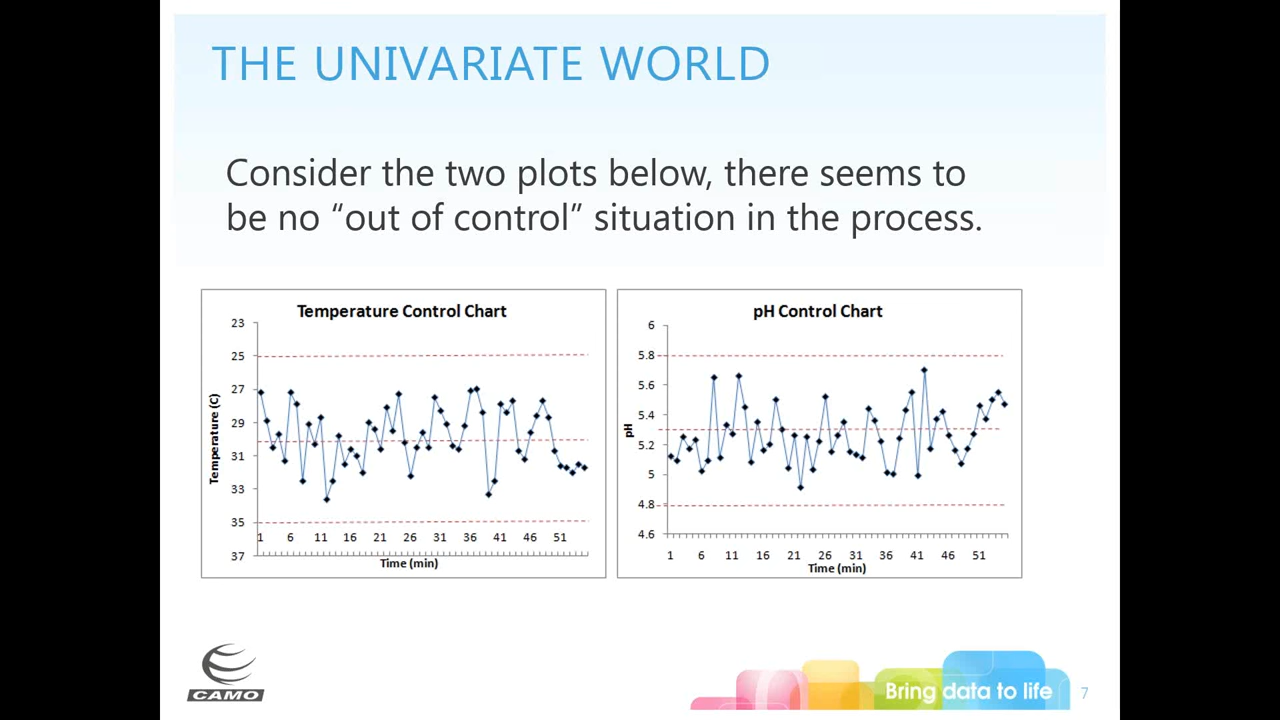 THE UNIVARIATE WORLD
Consider the two plots below, there seems to
be no “out of control” situation in the process.
Temperature Control Chart
23
25
27
29
31
33
35
37
Temperature (C)
1 6 11 16 21 26 31 36 41 46 51
Time (min)
pH Control Chart
6
5.8
5.6
5.4
5.2
5
4.8
4.6
pH
1 6 11 16 21 26 31 36 41 46 51
Time (min)
CAMO
Bring data to life
7